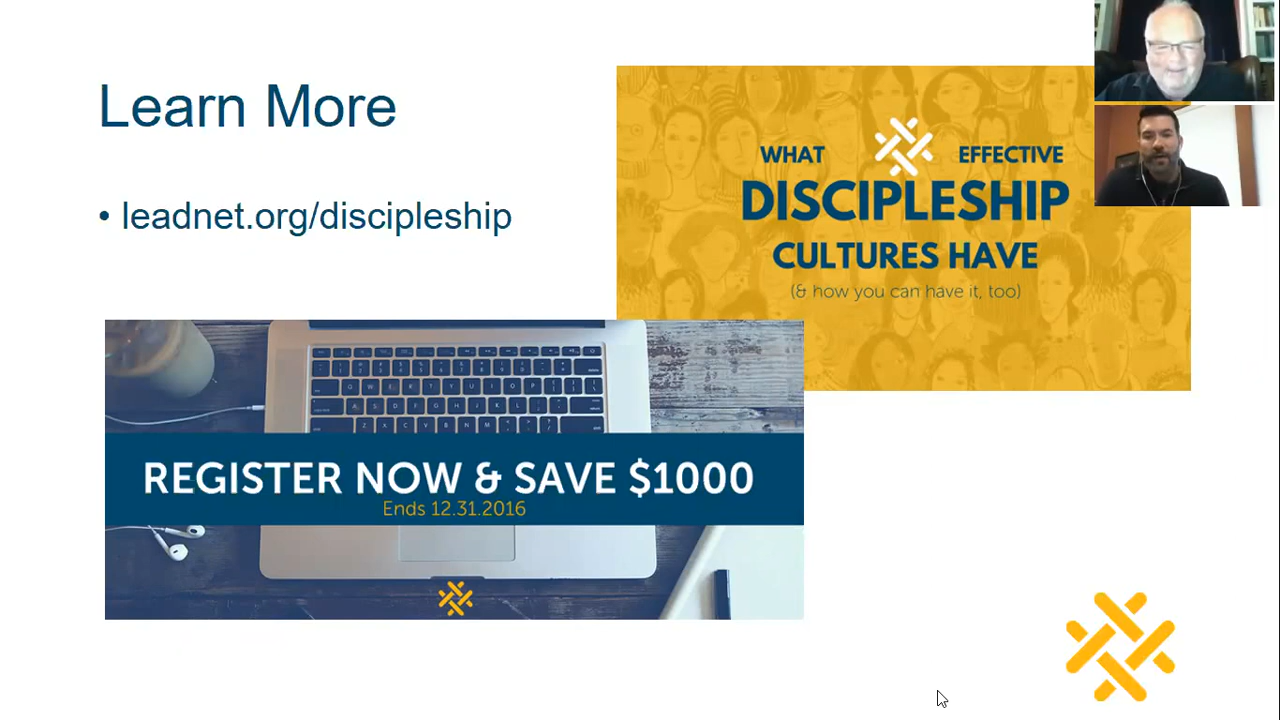 Learn More
• leadnet.org/discipleship
WHAT EFFECTIVE
DISCIPLESHIP
CULTURES HAVE
(& how you can have it, too)
REGISTER NOW & SAVE $1000
Ends 12.31.2016